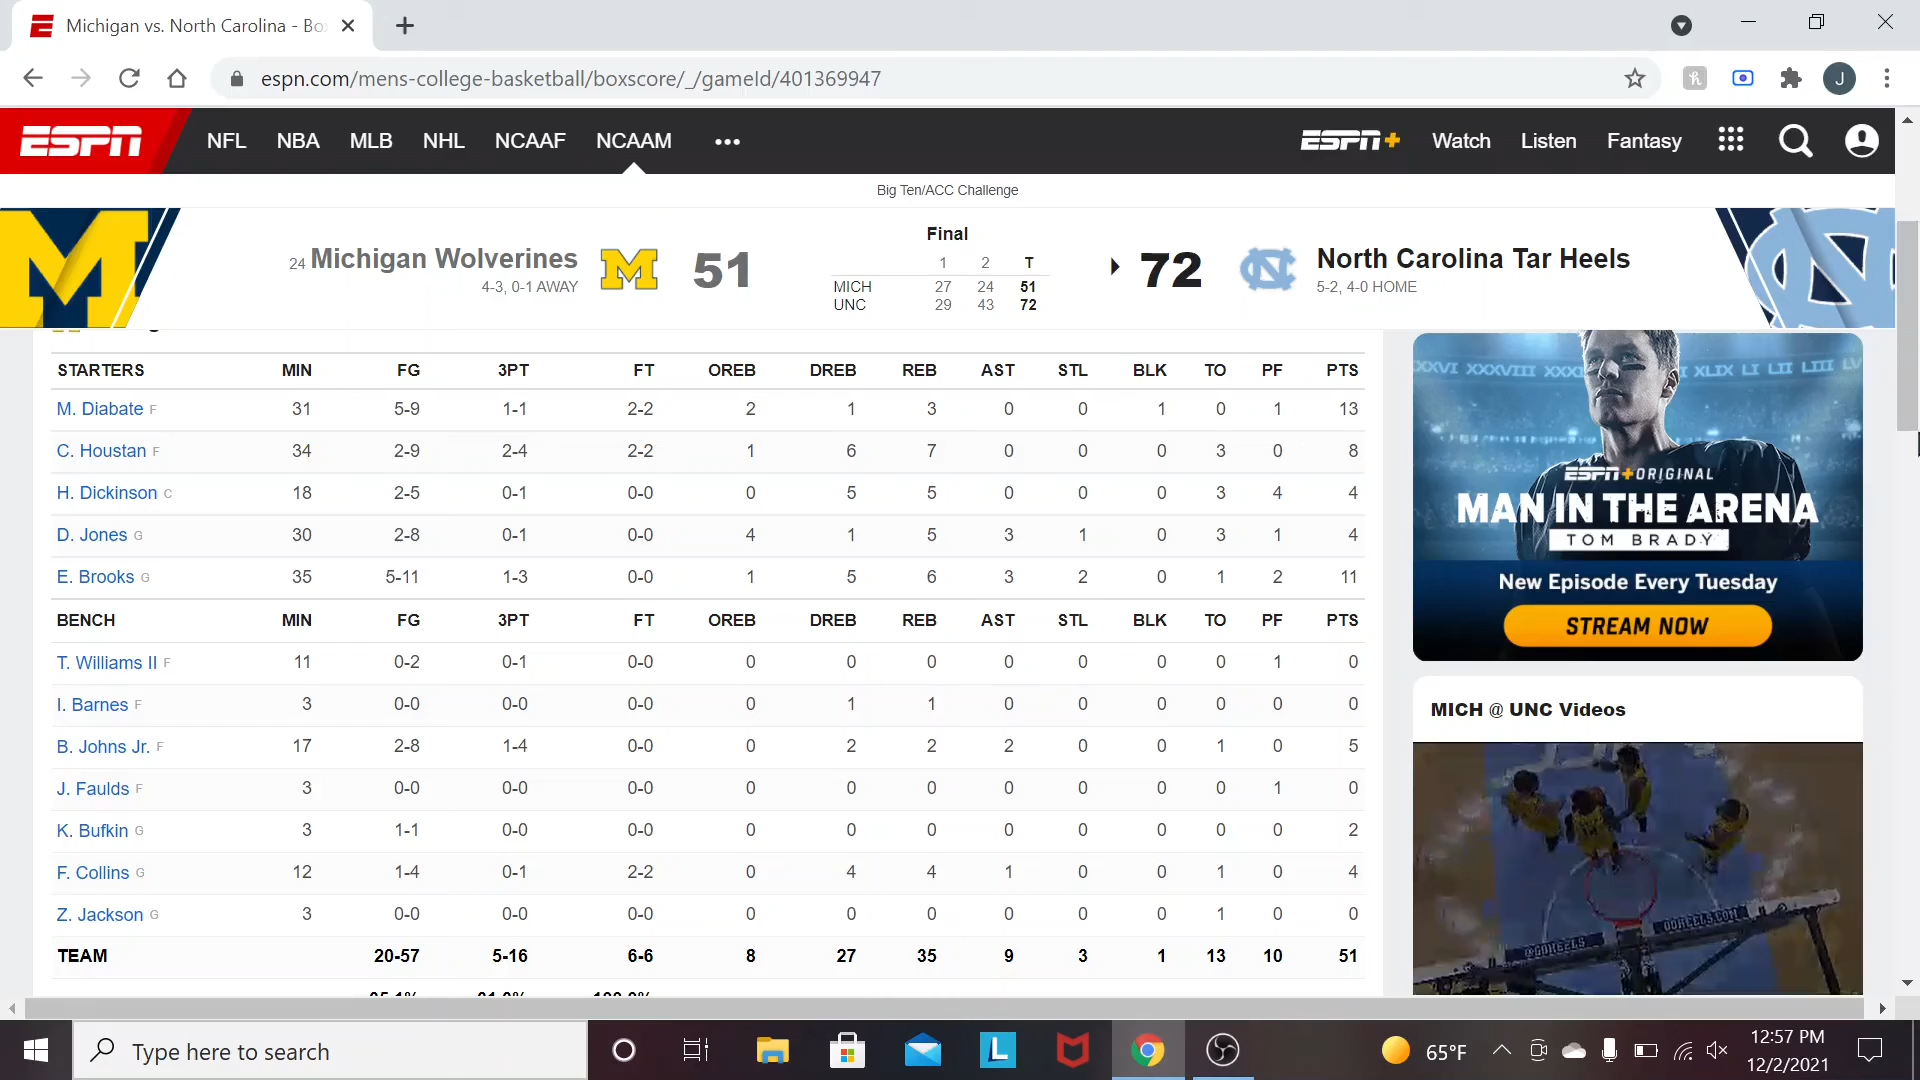 Michigan vs. North Carolina - Bo
espn.com/mens-college-basketball/boxscore/_/gameId/401369947
J
ESPN NFL NBA MLB NHL NCAAF NCAAM ••• ESPN+ Watch Listen Fantasy
Big Ten/ACC Challenge
24 Michigan Wolverines
4-3, 0-1 AWAY
M
51
Final
1 2 T
MICH 27 24 51
UNC 29 43 72
72
NC
North Carolina Tar Heels
5-2, 4-0 HOME
STARTERS MIN FG 3PT FT OREB DREB REB AST STL BLK TO PF PTS
M. Diabate F 31 5-9 1-1 2-2 2 1 3 0 0 1 0 1 13
C. Houstan F 34 2-9 2-4 2-2 1 6 7 0 0 0 3 0 8
H. Dickinson C 18 2-5 0-1 0-0 0 5 5 0 0 0 3 4 4
D. Jones G 30 2-8 0-1 0-0 4 1 5 3 1 0 3 1 4
E. Brooks G 35 5-11 1-3 0-0 1 5 6 3 2 0 1 2 11
BENCH MIN FG 3PT FT OREB DREB REB AST STL BLK TO PF PTS
T. Williams II F 11 0-2 0-1 0-0 0 0 0 0 0 0 0 1 0
I. Barnes F 3 0-0 0-0 0-0 0 1 1 0 0 0 0 0 0
B. Johns Jr. F 17 2-8 1-4 0-0 0 2 2 2 0 0 1 0 5
J. Faulds F 3 0-0 0-0 0-0 0 0 0 0 0 0 0 1 0
K. Bufkin G 3 1-1 0-0 0-0 0 0 0 0 0 0 0 0 2
F. Collins G 12 1-4 0-1 2-2 0 4 4 1 0 0 1 0 4
Z. Jackson G 3 0-0 0-0 0-0 0 0 0 0 0 0 1 0 0
TEAM 20-57 5-16 6-6 8 27 35 9 3 1 13 10 51
XXXVI XXXVIII XLIX LI LII LIII
ESPN+ ORIGINAL
MAN IN THE ARENA
TOM BRADY
New Episode Every Tuesday
STREAM NOW
MICH @ UNC Videos
@GOHEELS
GOHEELS.COM
Type here to search
L
65°F
12:57 PM
12/2/2021